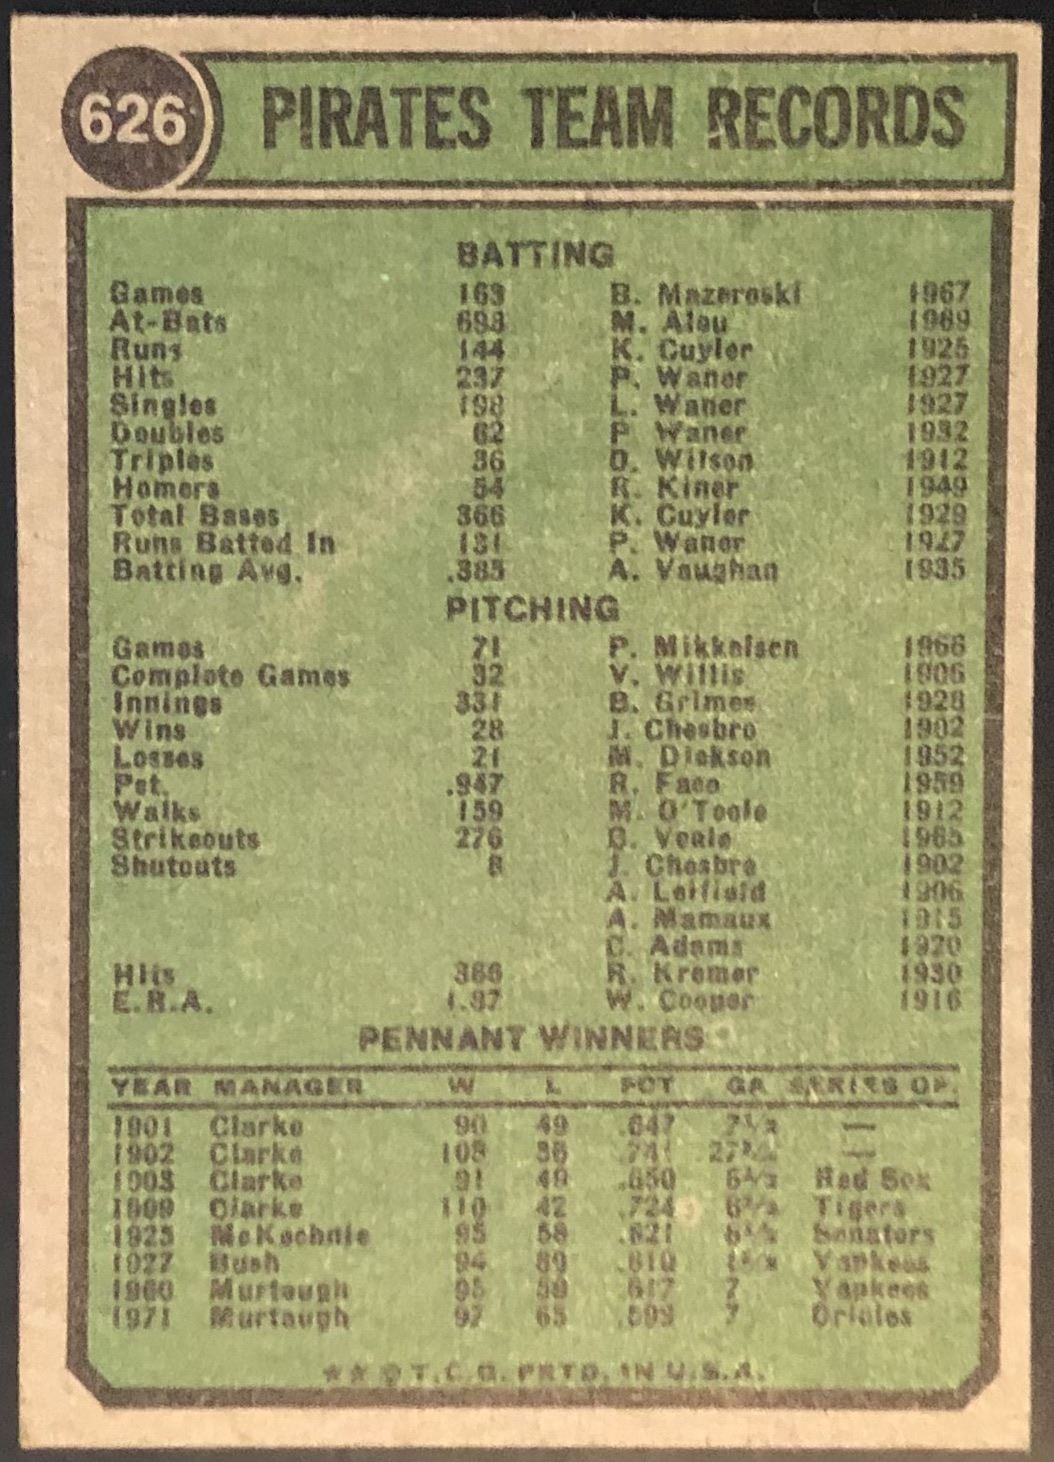 626 PIRATES TEAM RECORDS
BATTING
Games 163 B. Mazeroski 1967
At-Bats 698 M. Alou 1969
Runs 144 K. Cuyler 1925
Hits 237 P. Waner 1927
Singles 198 L. Waner 1927
Doubles 62 P Waner 1932
Triples 36 O. Wilson 1912
Homers 54 R. Kiner 1949
Total Bases 366 K. Cuyler 1929
Runs Batted In 131 P. Waner 1927
Batting Avg. .385 A. Vaughan 1935
PITCHING
Games 71 P. Mikkelsen 1966
Complete Games 32 V. Willis 1906
Innings 331 B. Grimes 1928
Wins 28 J. Chesbro 1902
Losses 21 M. Dickson 1952
Pct. .947 R. Face 1959
Walks 159 M. O'Toole 1912
Strikeouts 276 B. Veale 1965
Shutouts 8 J. Chesbro 1902
A. Leifield 1906
A. Mamaux 1915
C. Adams 1920
Hits 366 R. Kremer 1930
E.R.A. 1.87 W. Cooper 1916
PENNANT WINNERS
YEAR MANAGER W L PCT GA SERIES OP.
1901 Clarke 90 49 .647 7½ —
1902 Clarke 103 36 .741 27½ —
1903 Clarke 91 49 .650 6½ Red Sox
1909 Clarke 110 42 .724 6½ Tigers
1925 McKechnie 95 58 .621 8½ Senators
1927 Bush 94 60 .610 1½ Yankees
1960 Murtaugh 95 59 .617 7 Yankees
1971 Murtaugh 97 65 .599 7 Orioles
★★©T.C.G. PRTD. IN U.S.A.